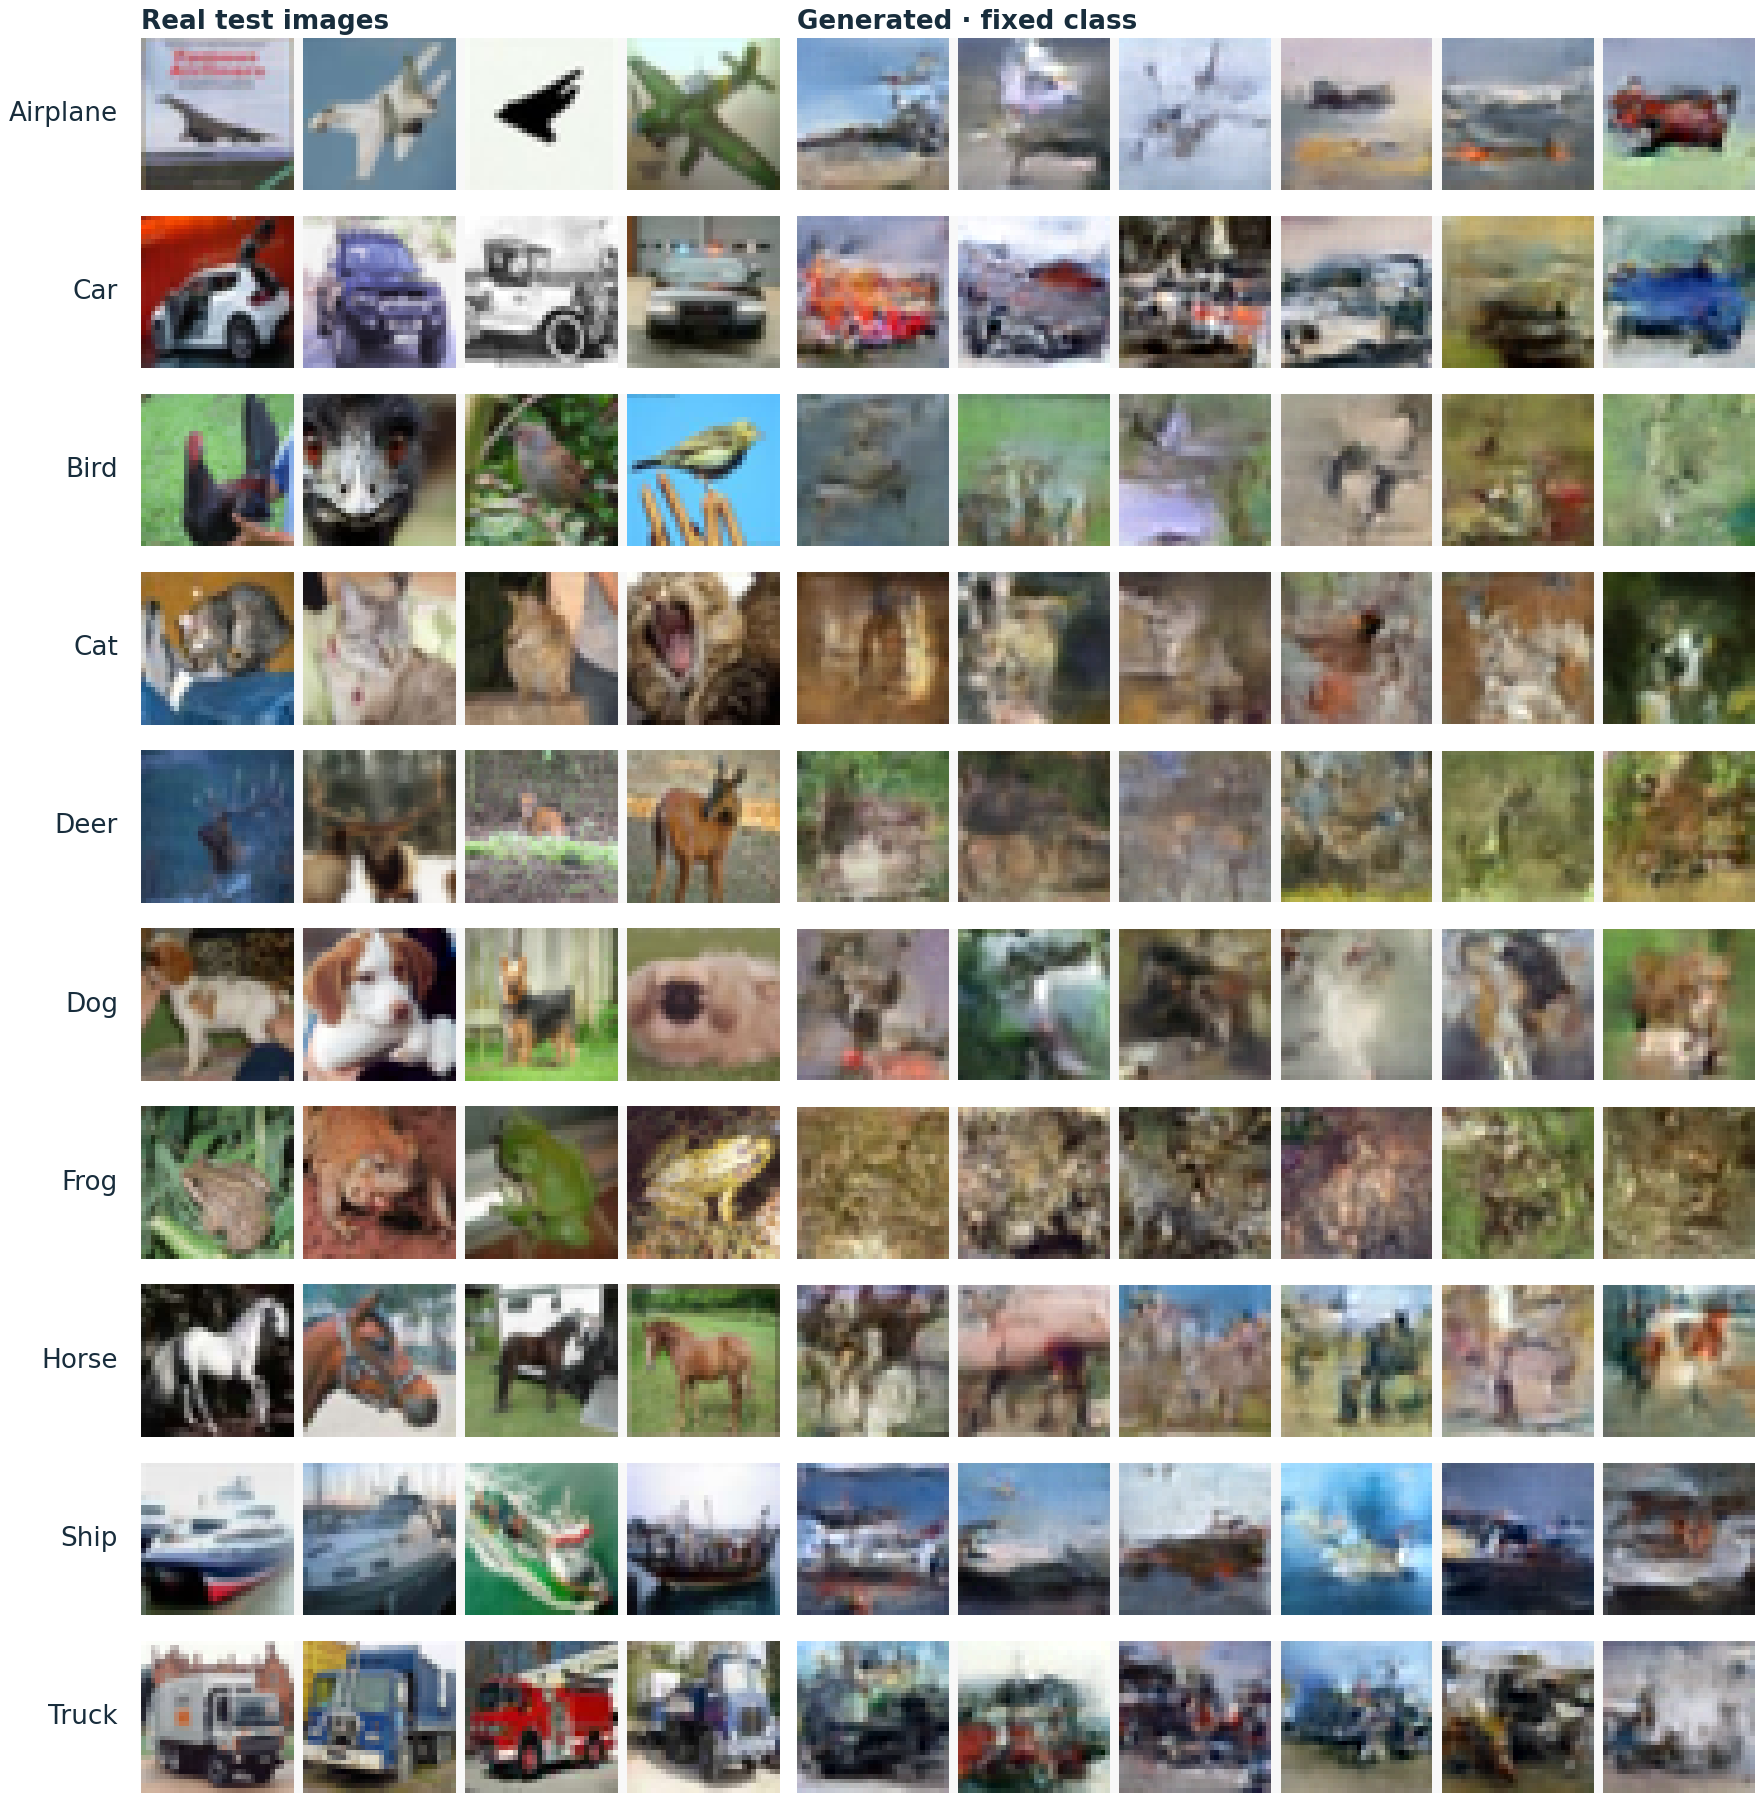 Real test images
Generated · fixed class
Airplane
Car
Bird
Cat
Deer
Dog
Frog
Horse
Ship
Truck